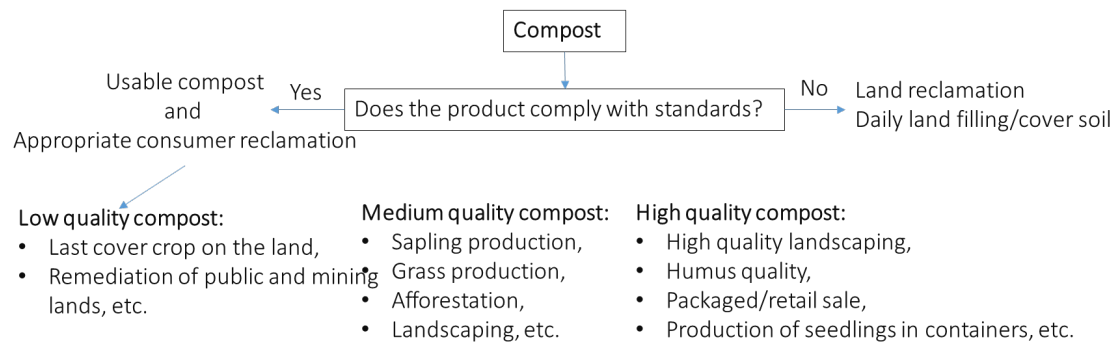 Compost
Usable compost
and
Appropriate consumer reclamation
Yes
Does the product comply with standards?
No
Land reclamation
Daily land filling/cover soil
Low quality compost:
• Last cover crop on the land,
• Remediation of public and mining
lands, etc.
Medium quality compost:
• Sapling production,
• Grass production,
• Afforestation,
• Landscaping, etc.
High quality compost:
• High quality landscaping,
• Humus quality,
• Packaged/retail sale,
• Production of seedlings in containers, etc.